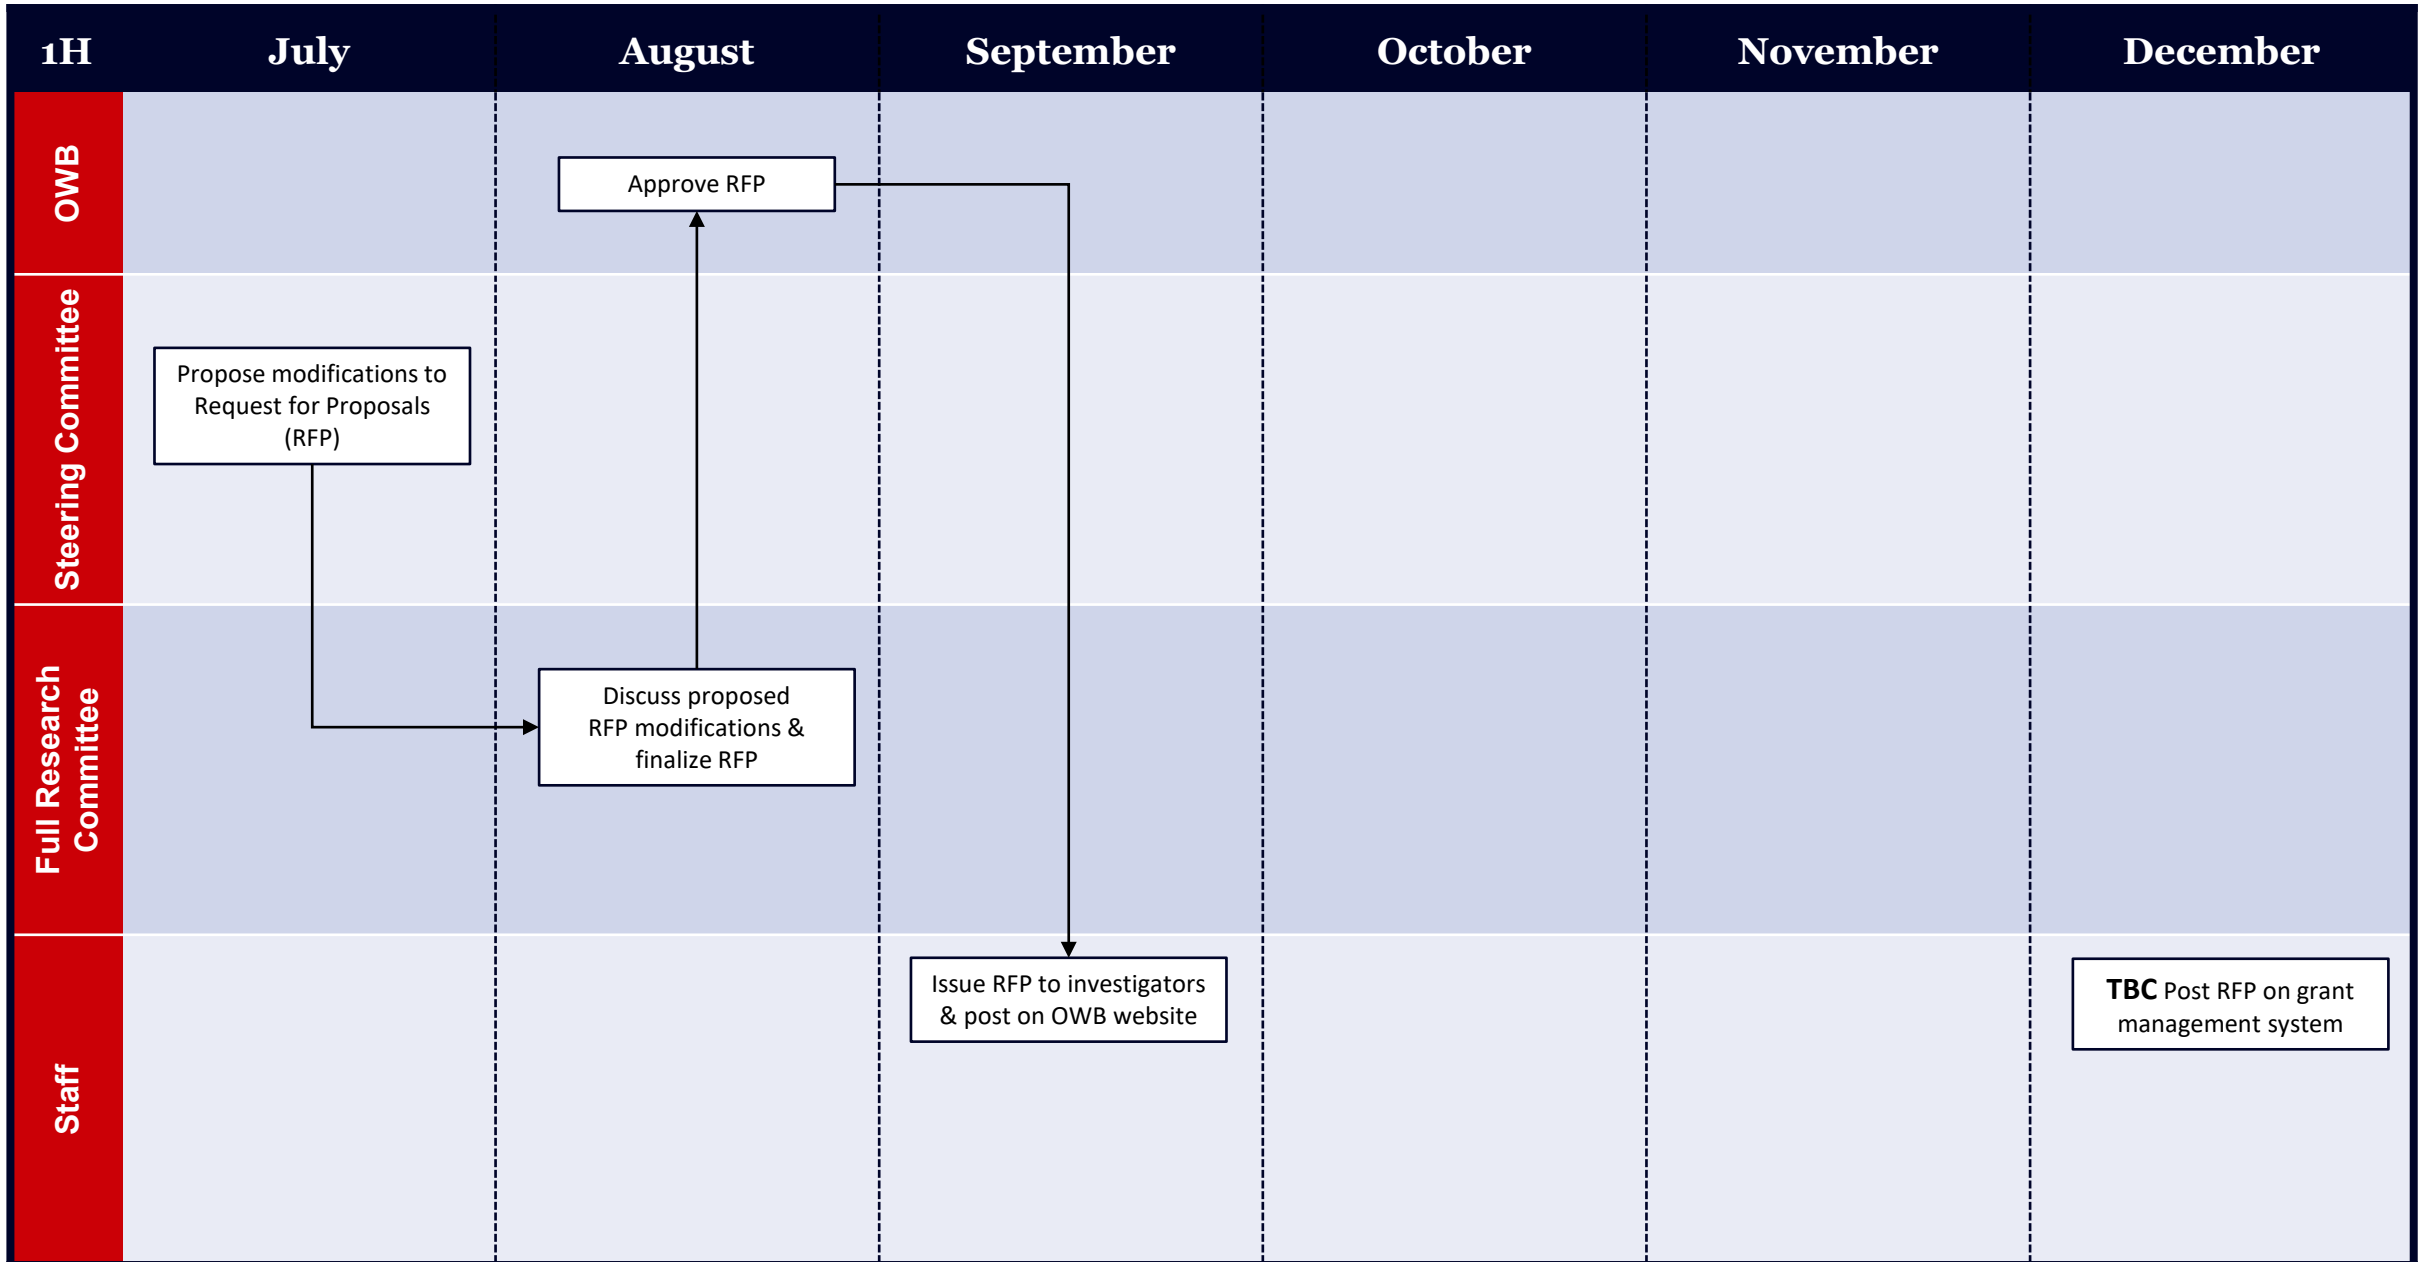 1H July August September October November December
OWB
Approve RFP
Steering Committee
Propose modifications to
Request for Proposals
(RFP)
Full Research
Committee
Discuss proposed
RFP modifications &
finalize RFP
Staff
Issue RFP to investigators
& post on OWB website
TBC Post RFP on grant
management system